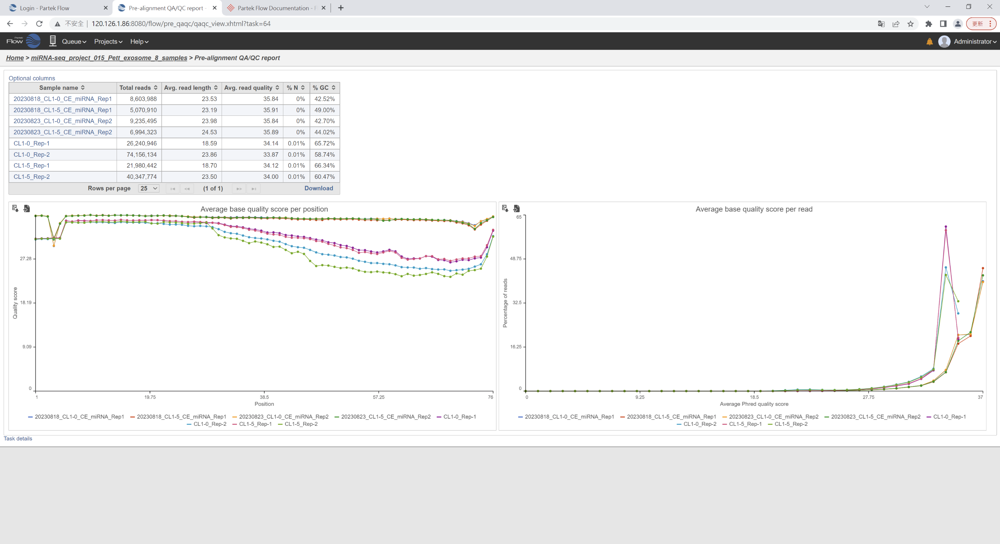 Login - Partek Flow
Pre-alignment QA/QC report -
Partek Flow Documentation - F
不安全 | 120.126.1.86:8080/flow/pre_qaqc/qaqc_view.xhtml?task=64
更新
Partek Flow
Queue Projects Help
Administrator
Home > miRNA-seq_project_015_Pett_exosome_8_samples > Pre-alignment QA/QC report
Optional columns
Sample name Total reads Avg. read length Avg. read quality % N % GC
20230818_CL1-0_CE_miRNA_Rep1 8,603,988 23.53 35.84 0% 42.52%
20230818_CL1-5_CE_miRNA_Rep1 5,070,910 23.19 35.91 0% 49.00%
20230823_CL1-0_CE_miRNA_Rep2 9,235,495 23.98 35.84 0% 42.70%
20230823_CL1-5_CE_miRNA_Rep2 6,994,323 24.53 35.89 0% 44.02%
CL1-0_Rep-1 26,240,946 18.59 34.14 0.01% 65.72%
CL1-0_Rep-2 74,156,134 23.86 33.87 0.01% 58.74%
CL1-5_Rep-1 21,980,442 18.70 34.12 0.01% 66.34%
CL1-5_Rep-2 40,347,774 23.50 34.00 0.01% 60.47%
Rows per page 25 (1 of 1) Download
Average base quality score per position
27.28
18.19
9.09
0
Quality score
1 19.75 38.5 57.25 76
Position
20230818_CL1-0_CE_miRNA_Rep1 20230818_CL1-5_CE_miRNA_Rep1 20230823_CL1-0_CE_miRNA_Rep2 20230823_CL1-5_CE_miRNA_Rep2 CL1-0_Rep-1
CL1-0_Rep-2 CL1-5_Rep-1 CL1-5_Rep-2
Average base quality score per read
65
48.75
32.5
16.25
0
Percentage of reads
0 9.25 18.5 27.75 37
Average Phred quality score
20230818_CL1-0_CE_miRNA_Rep1 20230818_CL1-5_CE_miRNA_Rep1 20230823_CL1-0_CE_miRNA_Rep2 20230823_CL1-5_CE_miRNA_Rep2 CL1-0_Rep-1
CL1-0_Rep-2 CL1-5_Rep-1 CL1-5_Rep-2
Task details